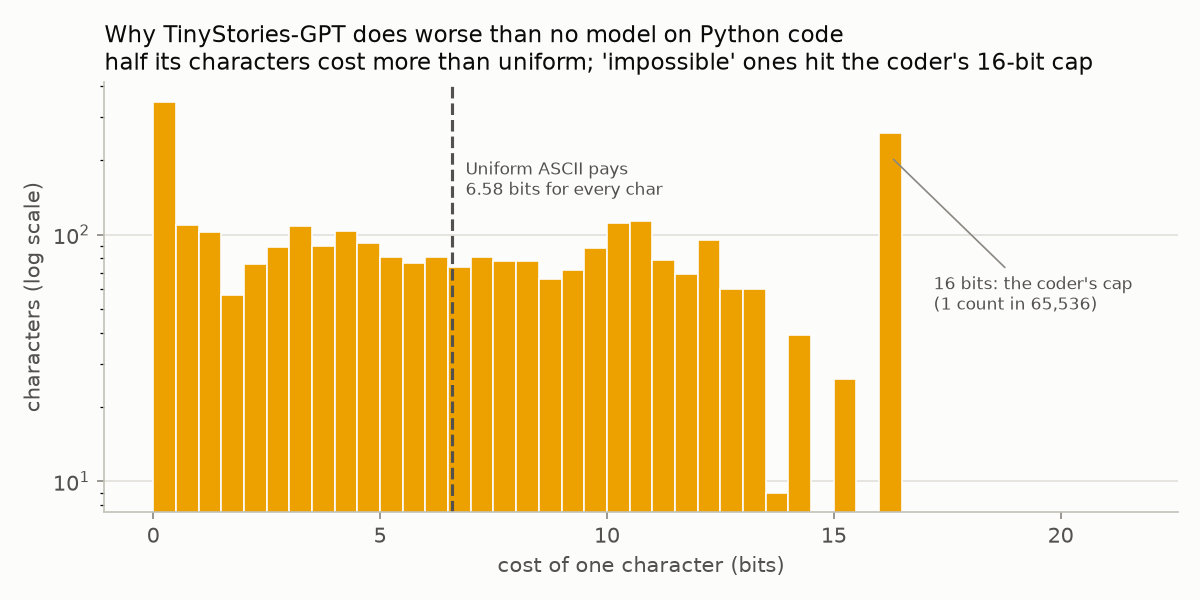 Why TinyStories-GPT does worse than no model on Python code
half its characters cost more than uniform; 'impossible' ones hit the coder's 16-bit cap
Uniform ASCII pays
6.58 bits for every char
16 bits: the coder's cap
(1 count in 65,536)
characters (log scale)
10²
10¹
0 5 10 15 20
cost of one character (bits)